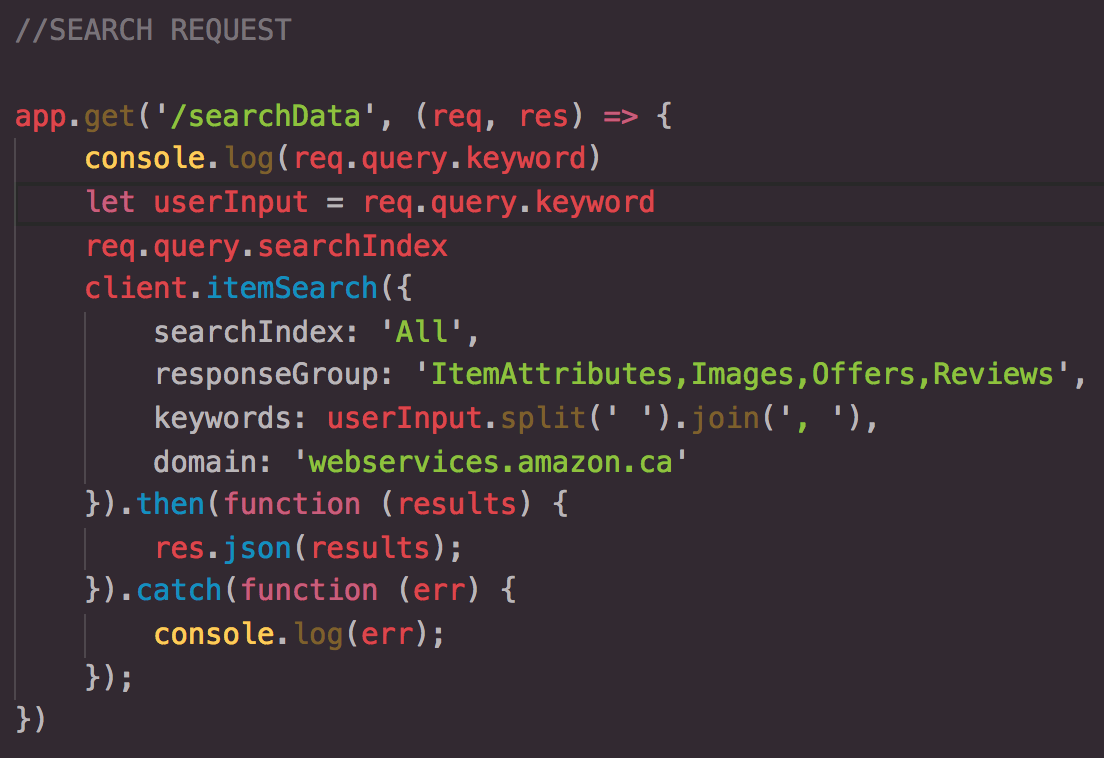 //SEARCH REQUEST
app.get('/searchData', (req, res) => {
console.log(req.query.keyword)
let userInput = req.query.keyword
req.query.searchIndex
client.itemSearch({
searchIndex: 'All',
responseGroup: 'ItemAttributes,Images,Offers,Reviews',
keywords: userInput.split(' ').join(', '),
domain: 'webservices.amazon.ca'
}).then(function (results) {
res.json(results);
}).catch(function (err) {
console.log(err);
});
})